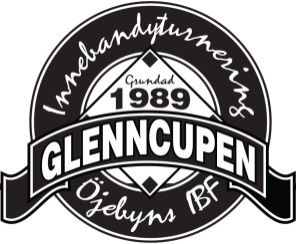 Innebandyturnering
Grundad
1989
GLENNCUPEN
Öjebyns IBF